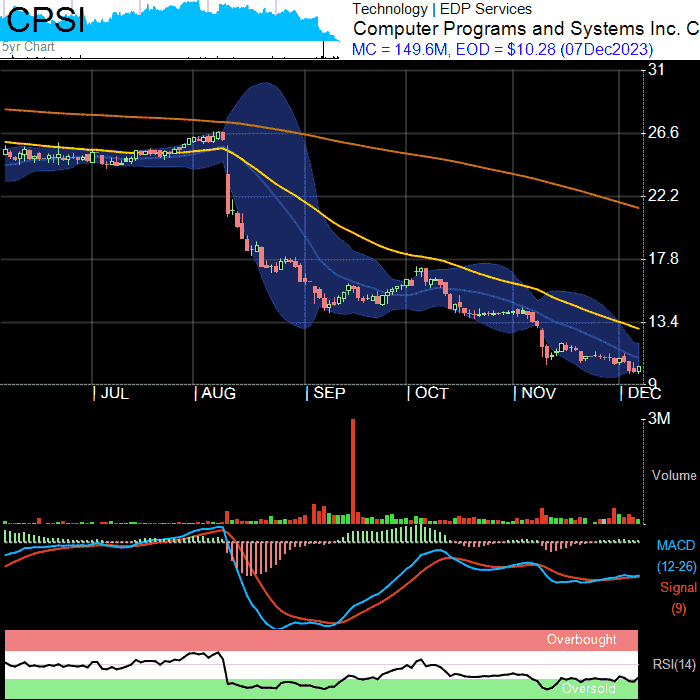 CPSI
5yr Chart
Technology | EDP Services
Computer Programs and Systems Inc. C
MC = 149.6M, EOD = $10.28 (07Dec2023)
31
26.6
22.2
17.8
13.4
9
JUL
AUG
SEP
OCT
NOV
DEC
3M
Volume
MACD
(12-26)
Signal
(9)
Overbought
RSI(14)
Oversold